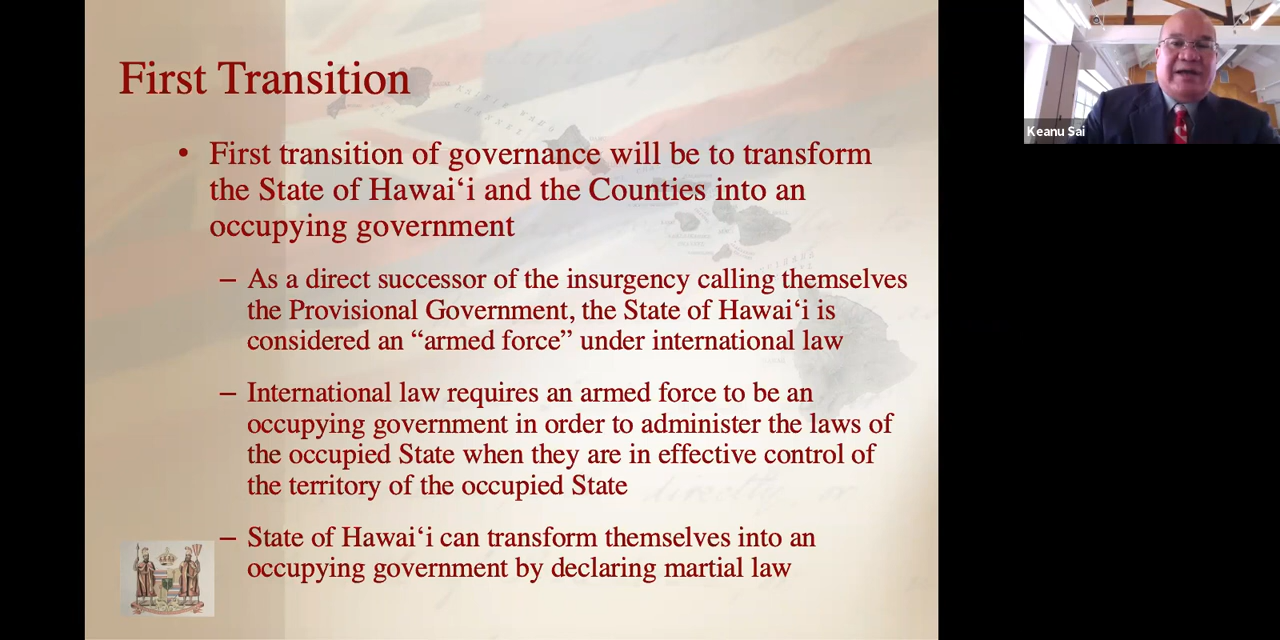 First Transition
• First transition of governance will be to transform
the State of Hawaiʻi and the Counties into an
occupying government
– As a direct successor of the insurgency calling themselves
the Provisional Government, the State of Hawaiʻi is
considered an “armed force” under international law
– International law requires an armed force to be an
occupying government in order to administer the laws of
the occupied State when they are in effective control of
the territory of the occupied State
– State of Hawaiʻi can transform themselves into an
occupying government by declaring martial law
Keanu Sai
directly or